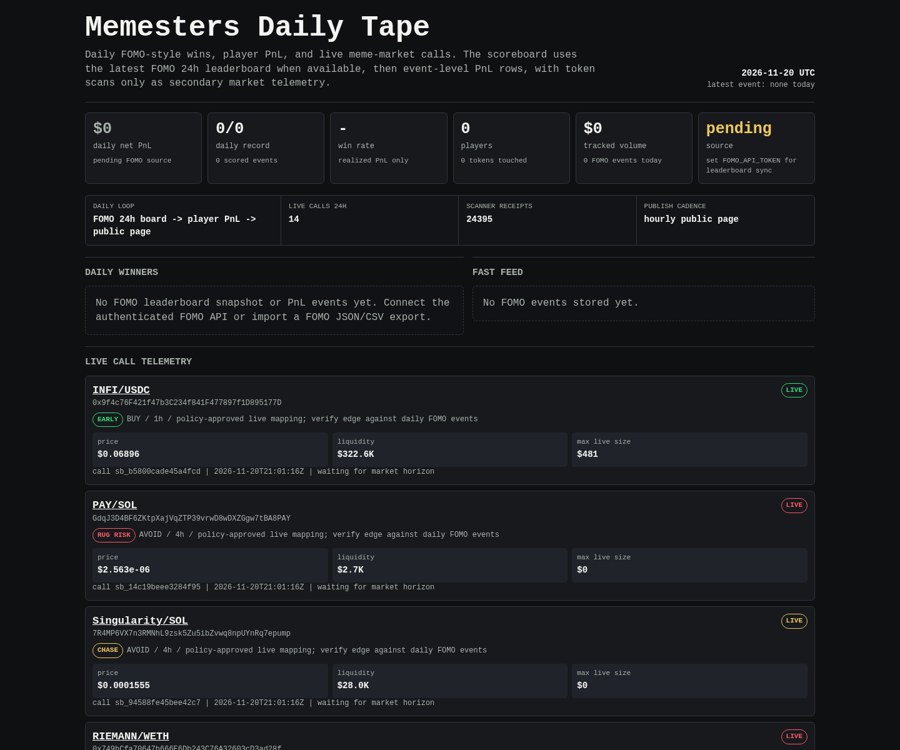 Memesters Daily Tape
Daily FOMO-style wins, player PnL, and live meme-market calls. The scoreboard uses
the latest FOMO 24h leaderboard when available, then event-level PnL rows, with token
scans only as secondary market telemetry.
2026-11-20 UTC
latest event: none today
$0
daily net PnL
pending FOMO source
0/0
daily record
0 scored events
-
win rate
realized PnL only
0
players
0 tokens touched
$0
tracked volume
0 FOMO events today
pending
source
set FOMO_API_TOKEN for
leaderboard sync
DAILY LOOP
FOMO 24h board -> player PnL ->
public page
LIVE CALLS 24H
14
SCANNER RECEIPTS
24395
PUBLISH CADENCE
hourly public page
DAILY WINNERS
No FOMO leaderboard snapshot or PnL events yet. Connect the
authenticated FOMO API or import a FOMO JSON/CSV export.
FAST FEED
No FOMO events stored yet.
LIVE CALL TELEMETRY
INFI/USDC
LIVE
0x9f4c76F421f47b3C234f841F477897f1D895177D
EARLY BUY / 1h / policy-approved live mapping; verify edge against daily FOMO events
price
$0.06896
liquidity
$322.6K
max live size
$481
call sb_b5800cade45a4fcd | 2026-11-20T21:01:16Z | waiting for market horizon
PAY/SOL
LIVE
GdqJ3D4BF6ZKtpXajVqZTP39vrwD8wDXZGgw7tBA8PAY
RUG RISK AVOID / 4h / policy-approved live mapping; verify edge against daily FOMO events
price
$2.563e-06
liquidity
$2.7K
max live size
$0
call sb_14c19beee3284f95 | 2026-11-20T21:01:16Z | waiting for market horizon
Singularity/SOL
LIVE
7R4MP6VX7n3RMNhL9zsk5Zu5ibZvwq8npUYnRq7epump
CHASE AVOID / 4h / policy-approved live mapping; verify edge against daily FOMO events
price
$0.0001555
liquidity
$28.0K
max live size
$0
call sb_94588fe45bee42c7 | 2026-11-20T21:01:16Z | waiting for market horizon
RIEMANN/WETH
LIVE